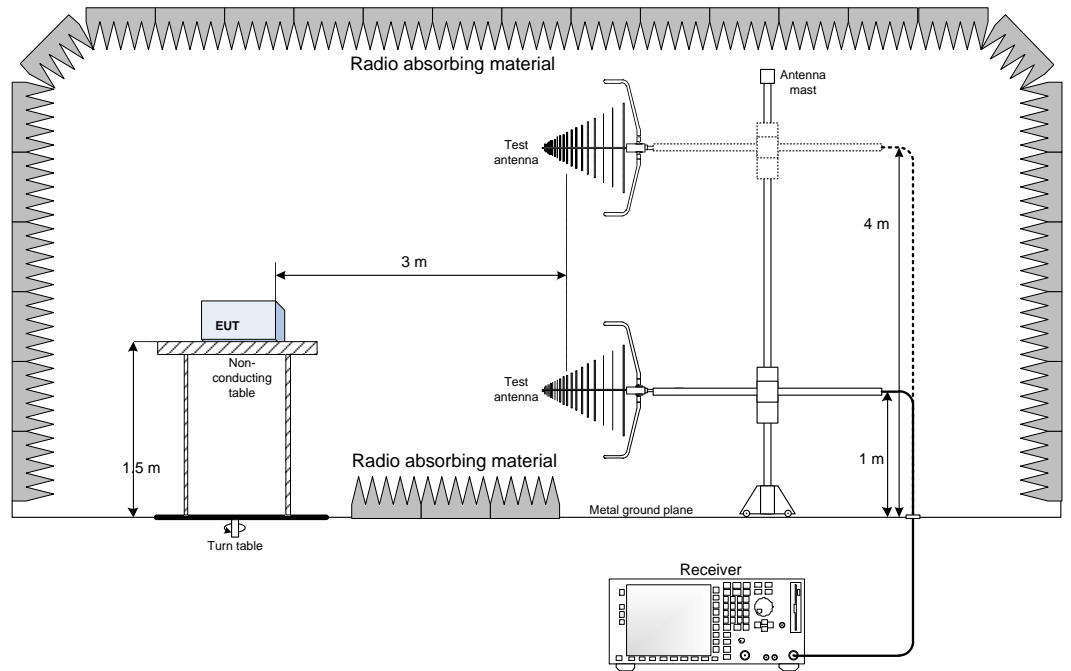 Radio absorbing material
Antenna
mast
Test
antenna
4 m
3 m
EUT
Non-
conducting
table
Test
antenna
1.5 m
Radio absorbing material
1 m
Metal ground plane
Turn table
Receiver